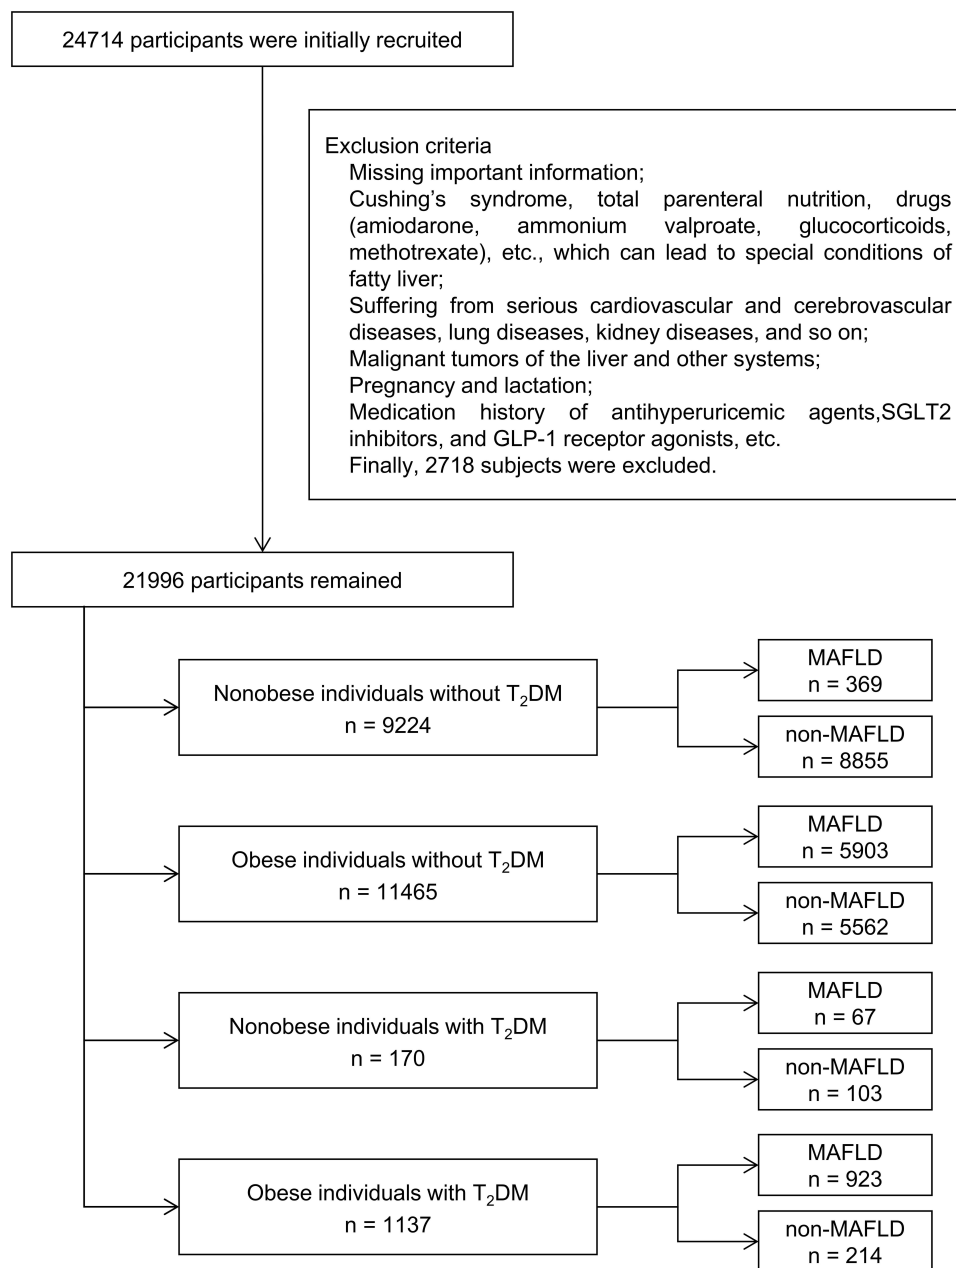 24714 participants were initially recruited
Exclusion criteria
Missing important information;
Cushing's syndrome, total parenteral nutrition, drugs
(amiodarone, ammonium valproate, glucocorticoids,
methotrexate), etc., which can lead to special conditions of
fatty liver;
Suffering from serious cardiovascular and cerebrovascular
diseases, lung diseases, kidney diseases, and so on;
Malignant tumors of the liver and other systems;
Pregnancy and lactation;
Medication history of antihyperuricemic agents,SGLT2
inhibitors, and GLP-1 receptor agonists, etc.
Finally, 2718 subjects were excluded.
21996 participants remained
Nonobese individuals without T₂DM
n = 9224
MAFLD
n = 369
non-MAFLD
n = 8855
Obese individuals without T₂DM
n = 11465
MAFLD
n = 5903
non-MAFLD
n = 5562
Nonobese individuals with T₂DM
n = 170
MAFLD
n = 67
non-MAFLD
n = 103
Obese individuals with T₂DM
n = 1137
MAFLD
n = 923
non-MAFLD
n = 214